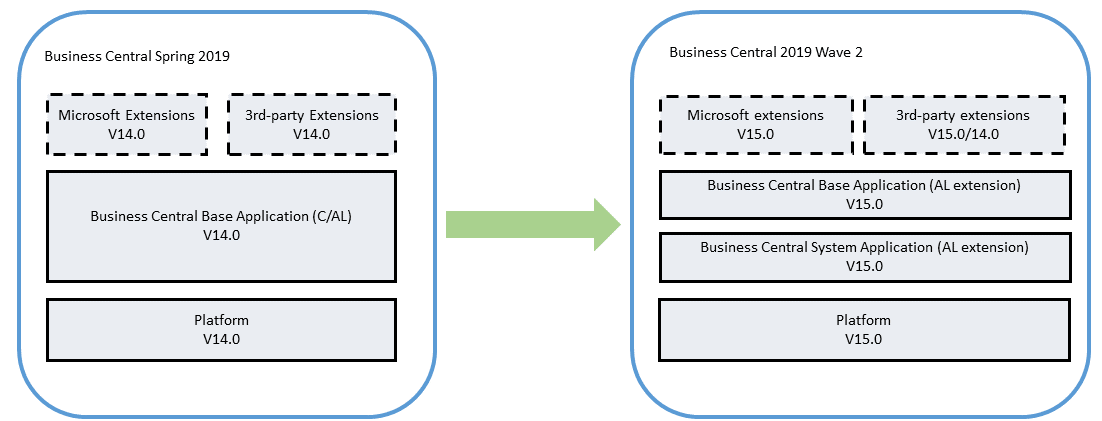 Business Central Spring 2019
Microsoft Extensions
V14.0
3rd-party Extensions
V14.0
Business Central Base Application (C/AL)
V14.0
Platform
V14.0
Business Central 2019 Wave 2
Microsoft extensions
V15.0
3rd-party extensions
V15.0/14.0
Business Central Base Application (AL extension)
V15.0
Business Central System Application (AL extension)
V15.0
Platform
V15.0